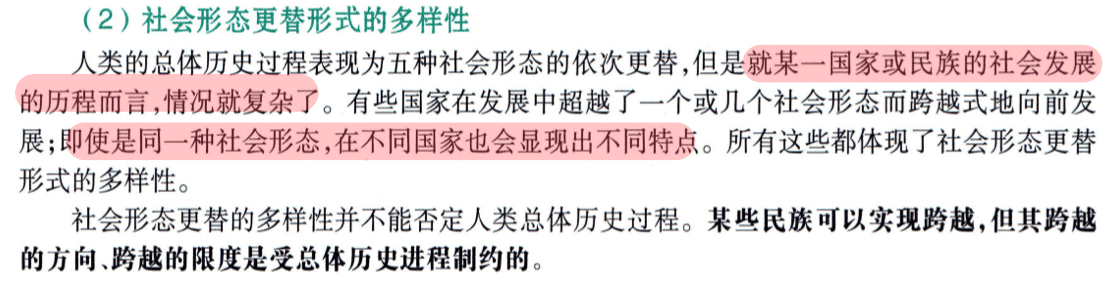 （2）社会形态更替形式的多样性
人类的总体历史过程表现为五种社会形态的依次更替,但是就某一国家或民族的社会发展
的历程而言,情况就复杂了。有些国家在发展中超越了一个或几个社会形态而跨越式地向前发
展;即使是同一种社会形态,在不同国家也会显现出不同特点。所有这些都体现了社会形态更替
形式的多样性。
社会形态更替的多样性并不能否定人类总体历史过程。某些民族可以实现跨越,但其跨越
的方向、跨越的限度是受总体历史进程制约的。